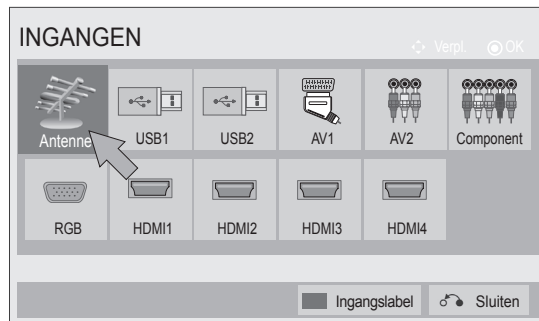 INGANGEN
Verpl. OK
Antenne USB1 USB2 AV1 AV2 Component
RGB HDMI1 HDMI2 HDMI3 HDMI4
Ingangslabel Sluiten